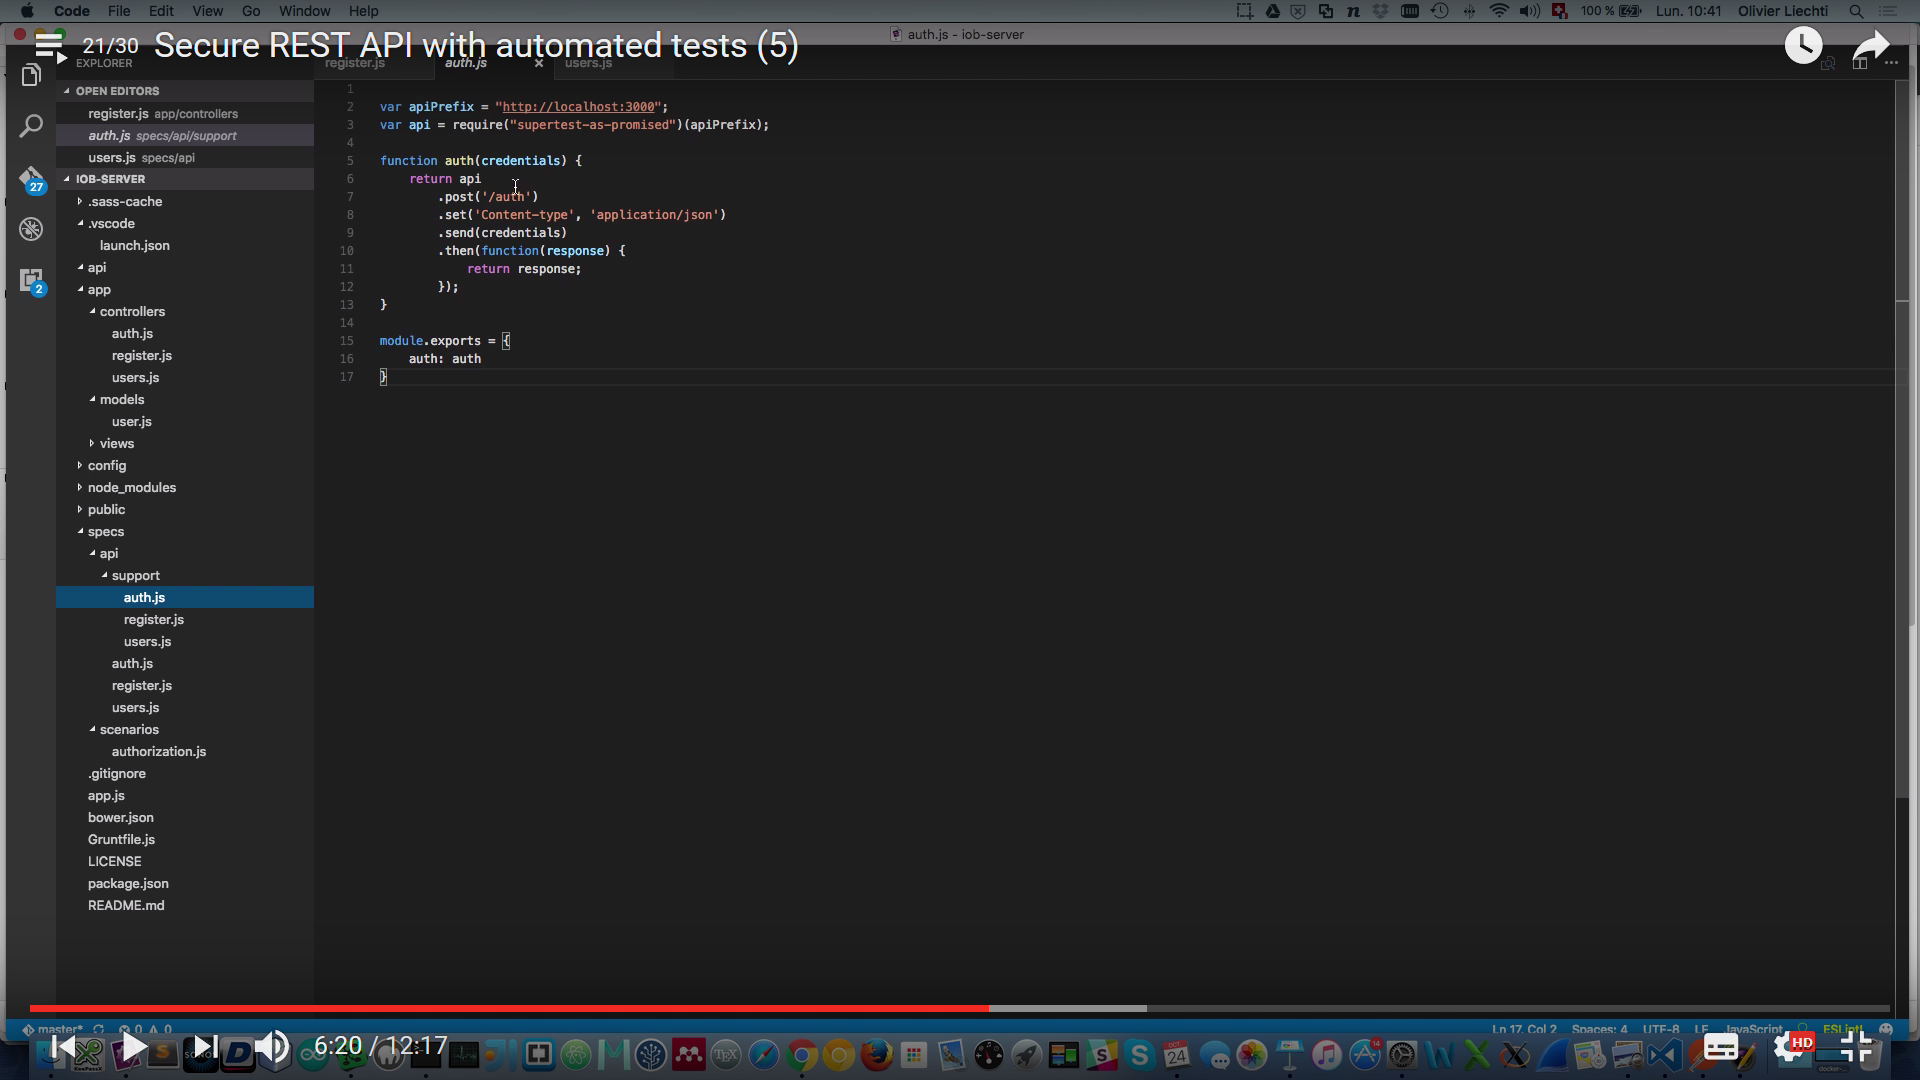 Code File Edit View Go Window Help
100 % Lun. 10:41 Olivier Liechti
21/30 Secure REST API with automated tests (5)
auth.js - iob-server
EXPLORER
register.js auth.js users.js
OPEN EDITORS
register.js app/controllers
auth.js specs/api/support
users.js specs/api
IOB-SERVER
.sass-cache
.vscode
launch.json
api
app
controllers
auth.js
register.js
users.js
models
user.js
views
config
node_modules
public
specs
api
support
auth.js
register.js
users.js
auth.js
register.js
users.js
scenarios
authorization.js
.gitignore
app.js
bower.json
Gruntfile.js
LICENSE
package.json
README.md
27
2
1
2 var apiPrefix = "http://localhost:3000";
3 var api = require("supertest-as-promised")(apiPrefix);
4
5 function auth(credentials) {
6 return api
7 .post('/auth')
8 .set('Content-type', 'application/json')
9 .send(credentials)
10 .then(function(response) {
11 return response;
12 });
13 }
14
15 module.exports = {
16 auth: auth
17 }
master* 0 0
Ln 17, Col 2 Spaces: 4 UTF-8 LF JavaScript ESLint!
6:20 / 12:17
HD